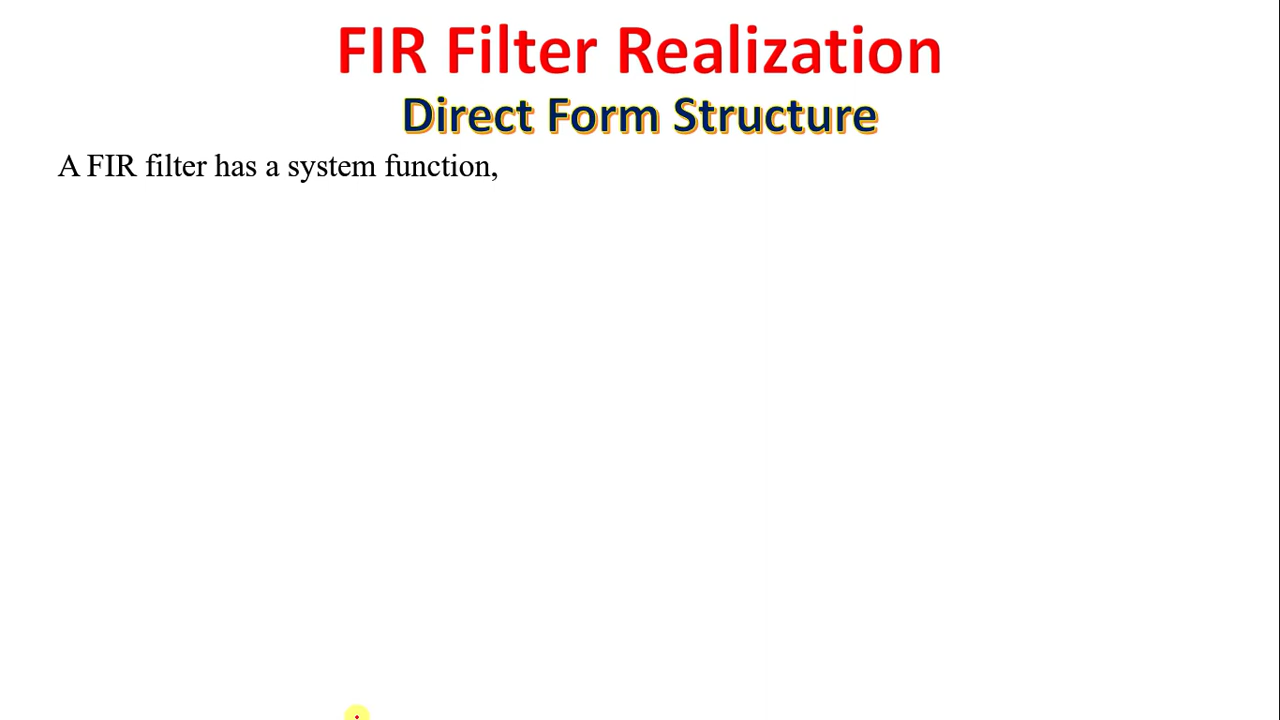 FIR Filter Realization
Direct Form Structure
A FIR filter has a system function,